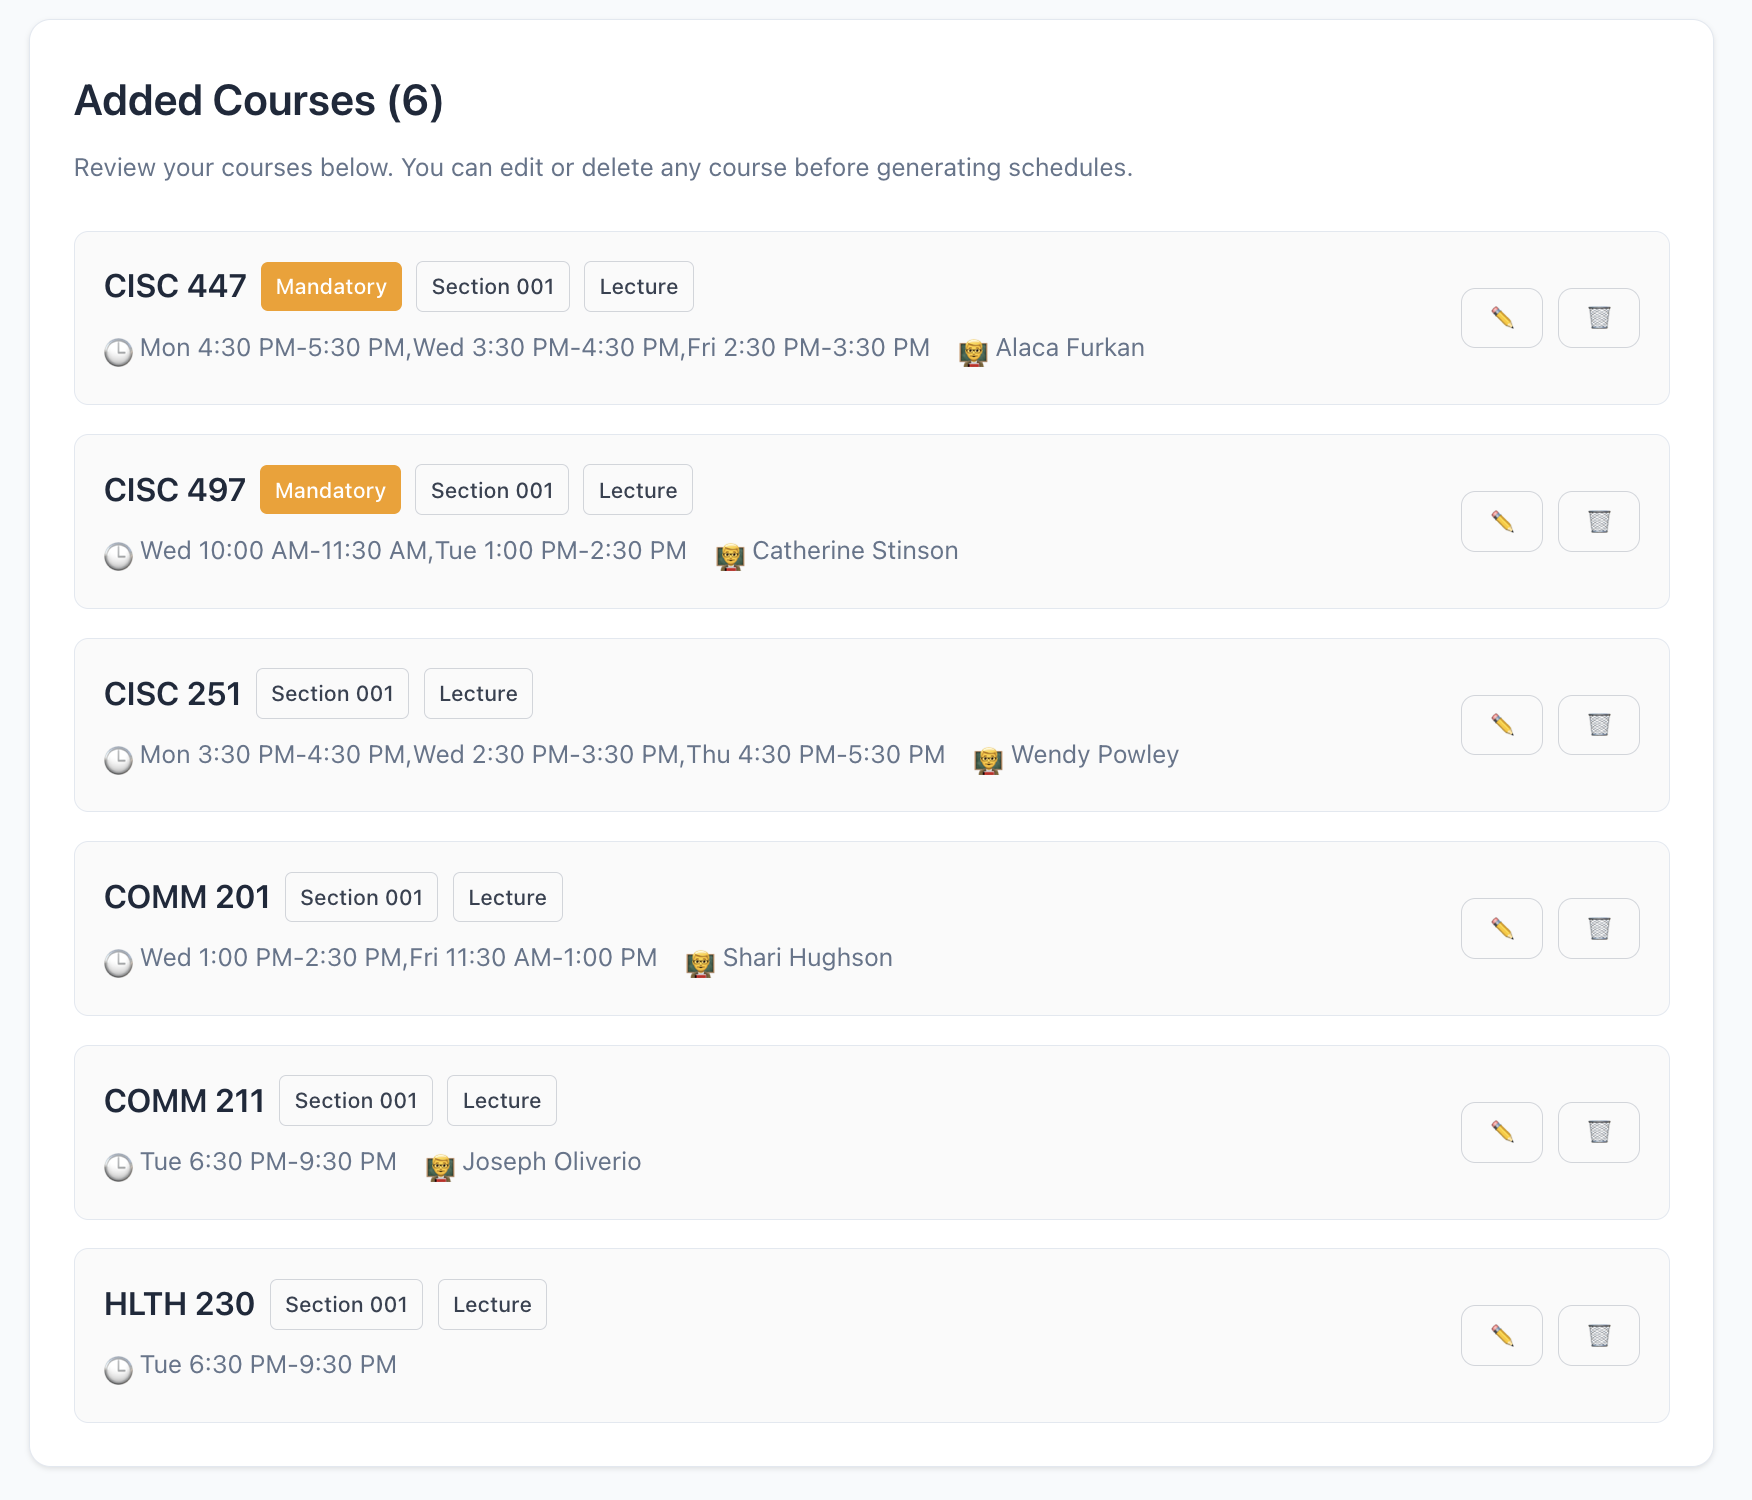 Added Courses (6)
Review your courses below. You can edit or delete any course before generating schedules.
CISC 447 Mandatory Section 001 Lecture
Mon 4:30 PM-5:30 PM,Wed 3:30 PM-4:30 PM,Fri 2:30 PM-3:30 PM Alaca Furkan
CISC 497 Mandatory Section 001 Lecture
Wed 10:00 AM-11:30 AM,Tue 1:00 PM-2:30 PM Catherine Stinson
CISC 251 Section 001 Lecture
Mon 3:30 PM-4:30 PM,Wed 2:30 PM-3:30 PM,Thu 4:30 PM-5:30 PM Wendy Powley
COMM 201 Section 001 Lecture
Wed 1:00 PM-2:30 PM,Fri 11:30 AM-1:00 PM Shari Hughson
COMM 211 Section 001 Lecture
Tue 6:30 PM-9:30 PM Joseph Oliverio
HLTH 230 Section 001 Lecture
Tue 6:30 PM-9:30 PM